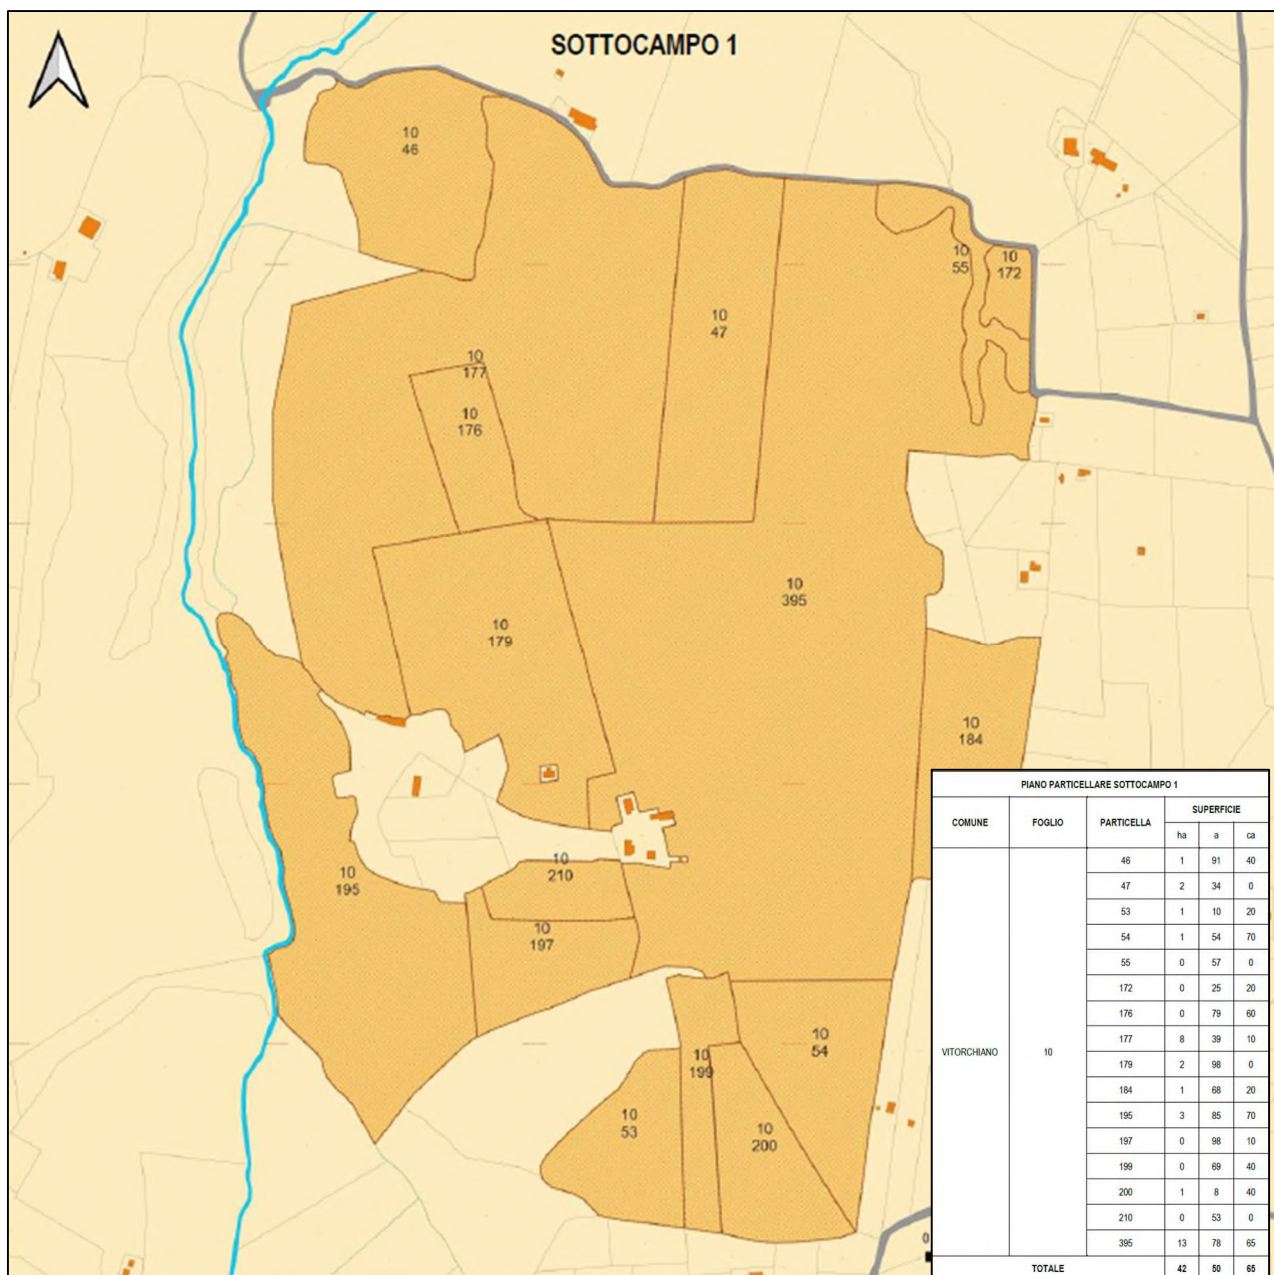 SOTTOCAMPO 1
10
46
10
55
10
172
10
47
10
177
10
176
10
395
10
179
10
184
10
210
10
195
10
197
10
54
10
199
10
53
10
200
PIANO PARTICELLARE SOTTOCAMPO 1
COMUNE FOGLIO PARTICELLA SUPERFICIE
ha a ca
46 1 91 40
47 2 34 0
53 1 10 20
54 1 54 70
55 0 57 0
172 0 25 20
176 0 79 60
177 8 39 10
VITORCHIANO 10
179 2 98 0
184 1 68 20
195 3 85 70
197 0 98 10
199 0 69 40
200 1 8 40
210 0 53 0
395 13 78 65
TOTALE 42 50 65
0